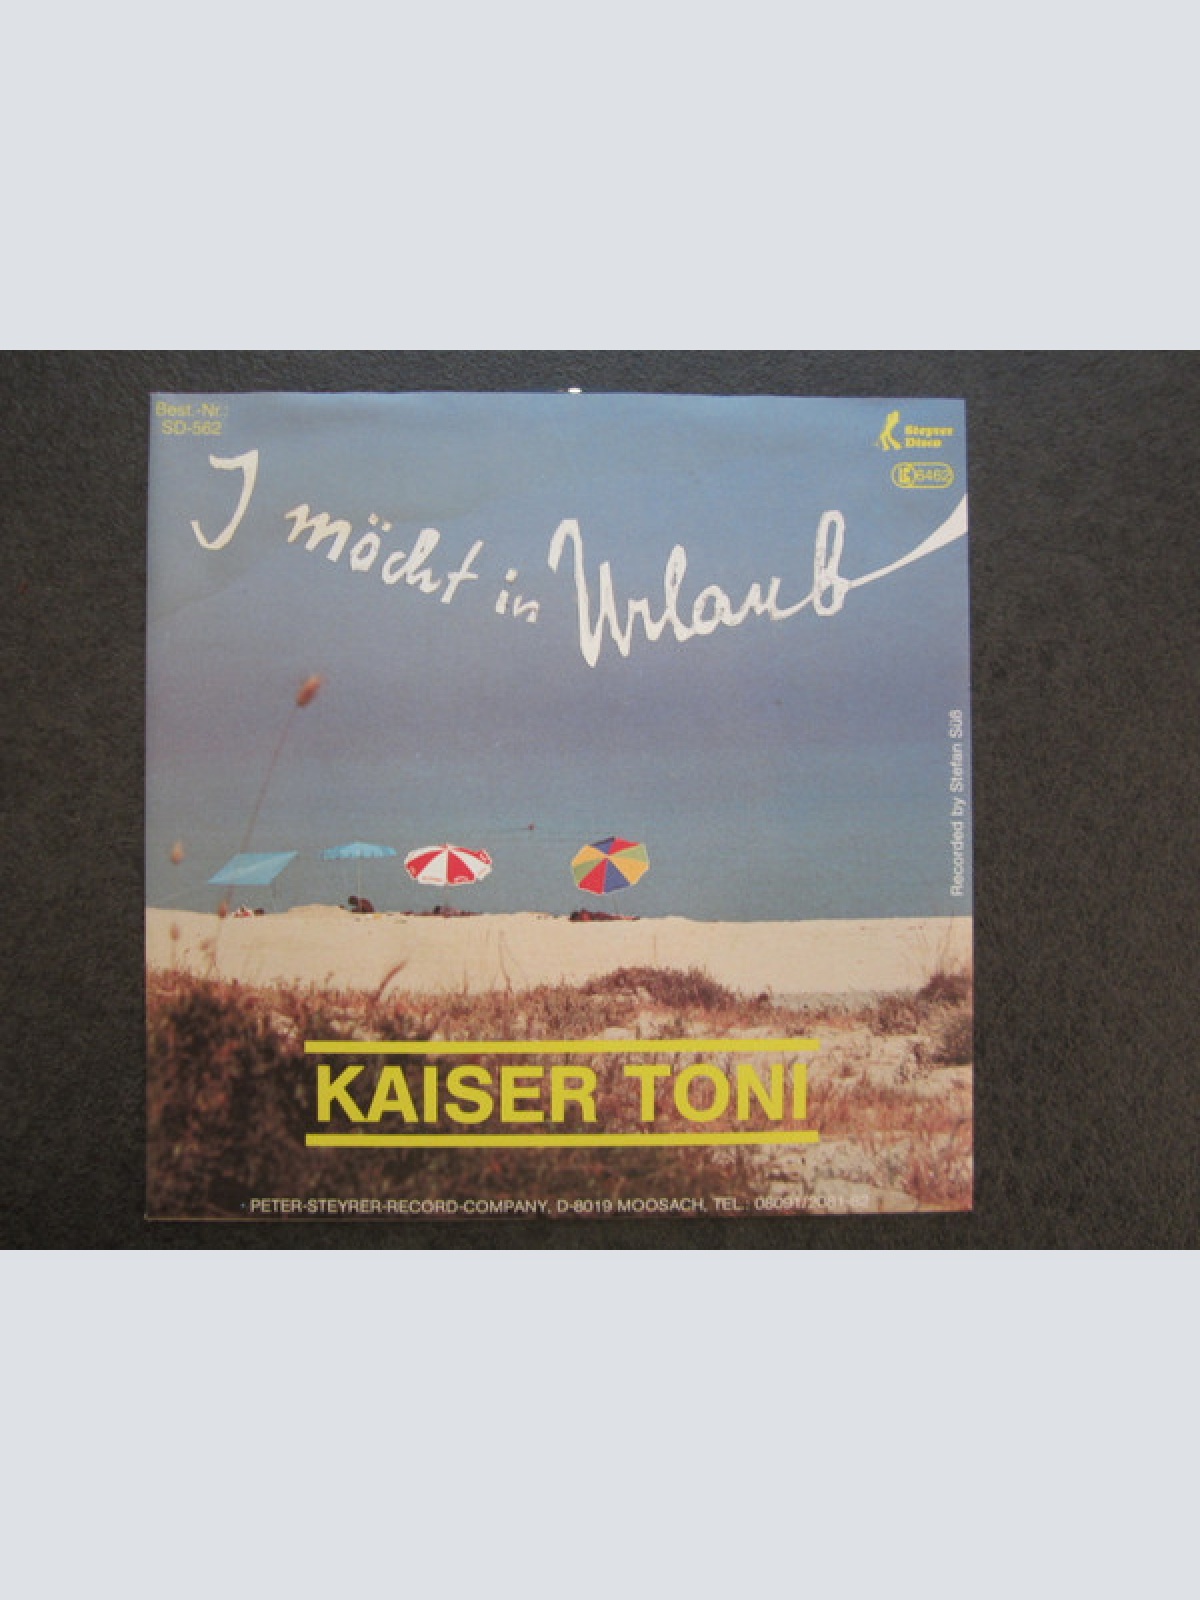 Best.-Nr.:
SD-562
Steyrer
Disco
LC 6462
I möcht in Urlaub
Recorded by Stefan Süß
KAISER TONI
· PETER-STEYRER-RECORD-COMPANY, D-8019 MOOSACH, TEL.: 08091/2081-82